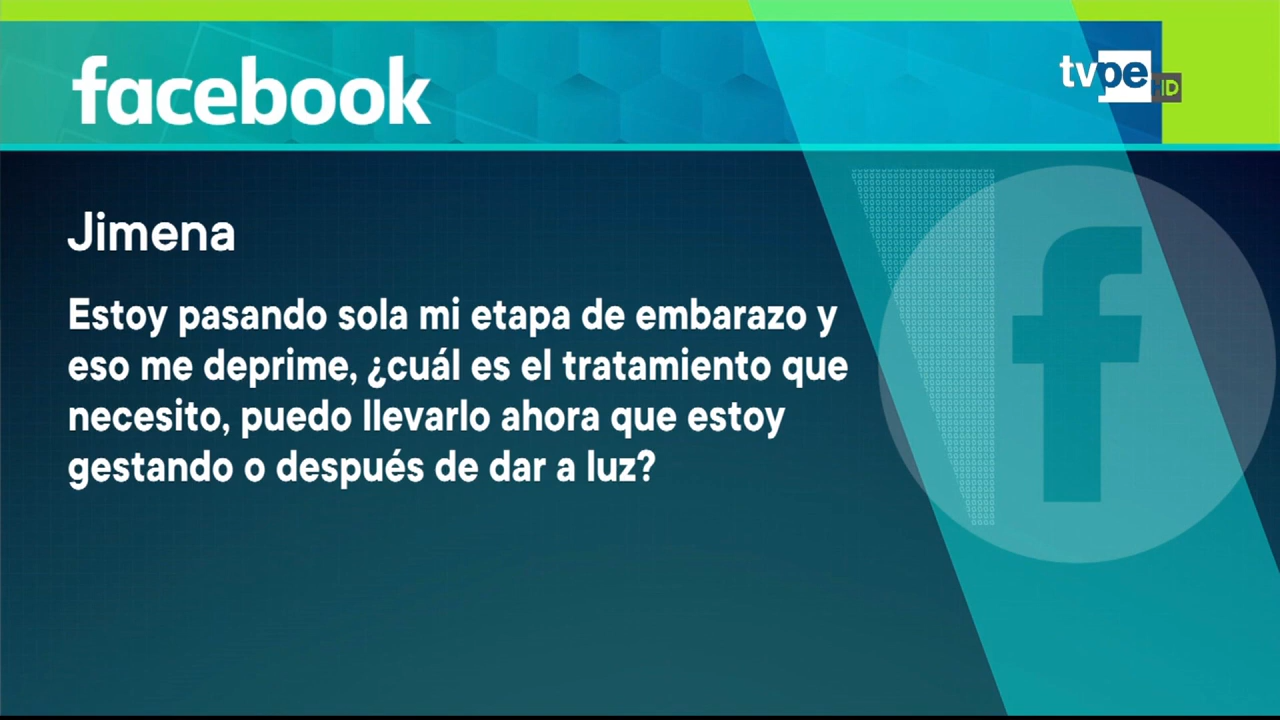 facebook
tvpe
HD
Jimena
Estoy pasando sola mi etapa de embarazo y
eso me deprime, ¿cuál es el tratamiento que
necesito, puedo llevarlo ahora que estoy
gestando o después de dar a luz?
f